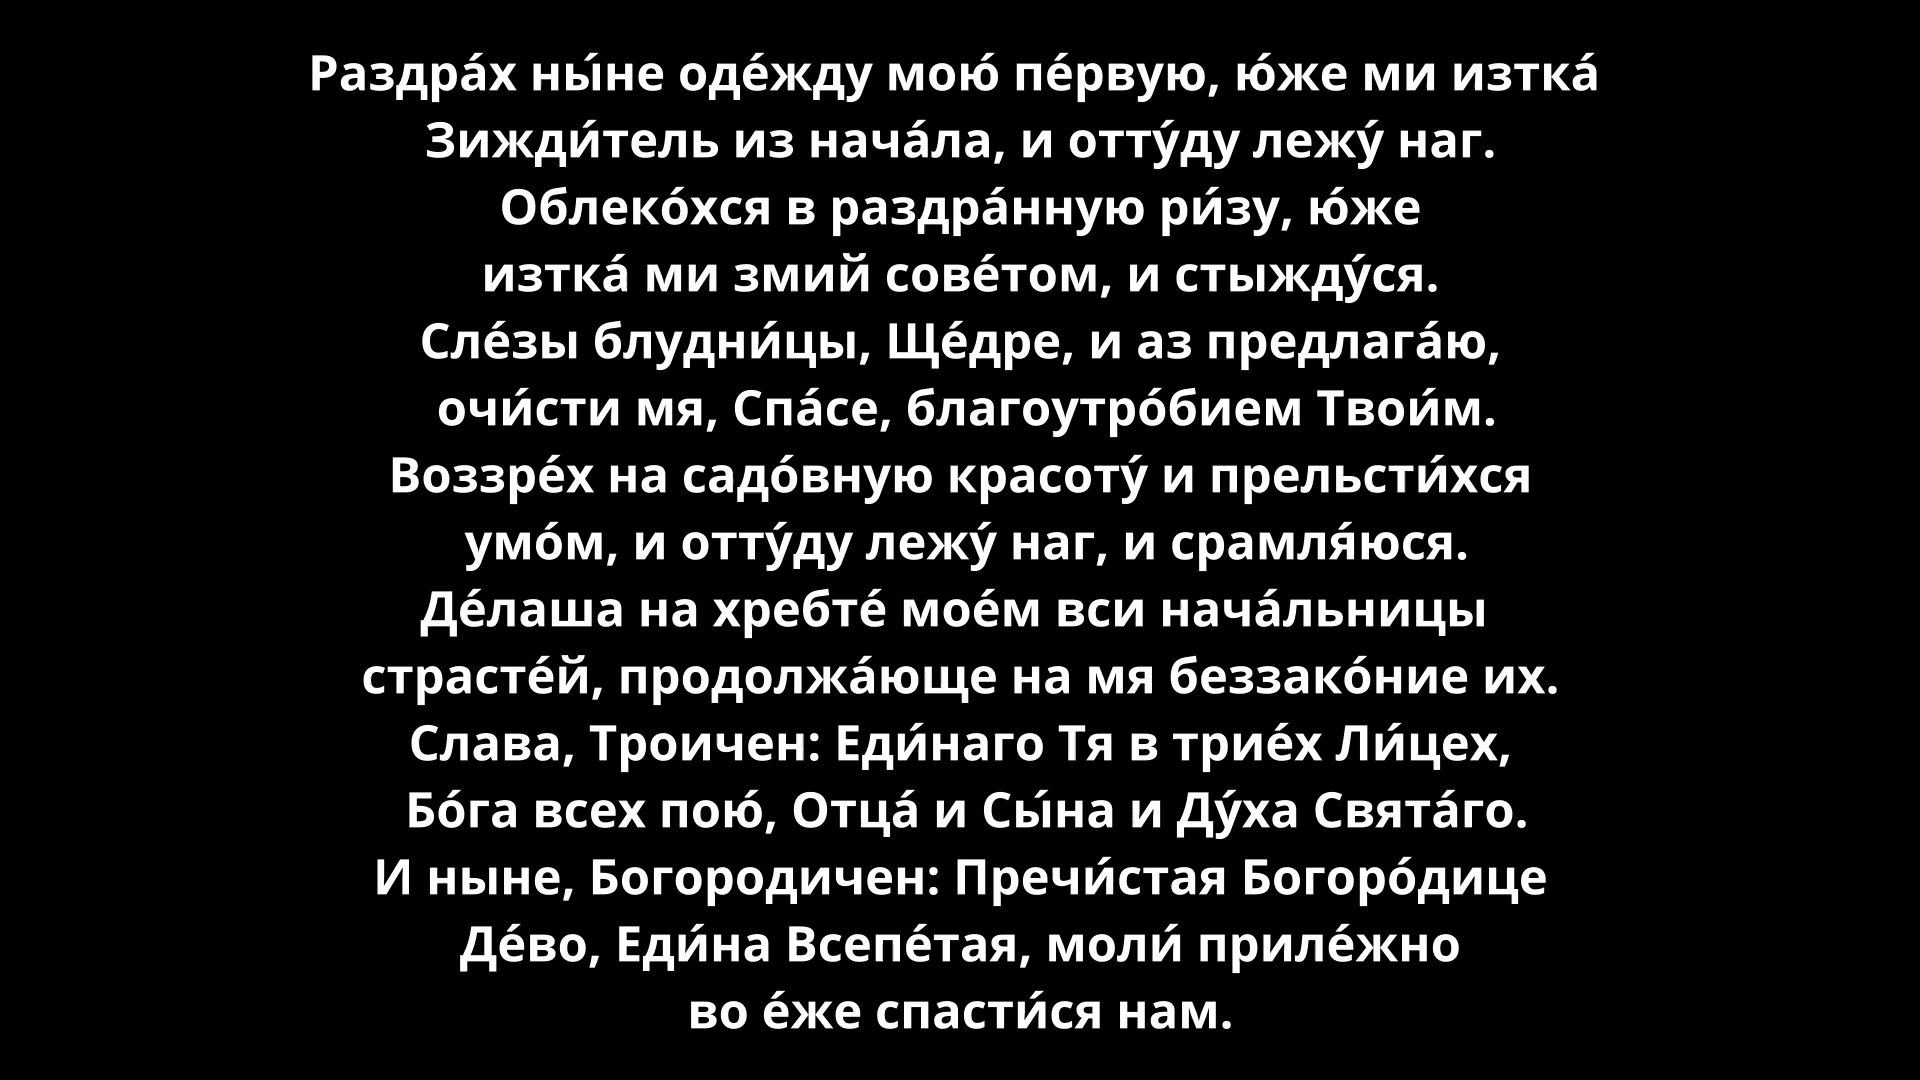 Раздра́х ны́не оде́жду мою́ пе́рвую, ю́же ми изтка́
Зижди́тель из нача́ла, и отту́ду лежу́ наг.
Облеко́хся в раздра́нную ри́зу, ю́же
изтка́ ми змий сове́том, и стыжду́ся.
Сле́зы блудни́цы, Ще́дре, и аз предлага́ю,
очи́сти мя, Спа́се, благоутро́бием Твои́м.
Воззре́х на садо́вную красоту́ и прельсти́хся
умо́м, и отту́ду лежу́ наг, и срамля́юся.
Де́лаша на хребте́ мое́м вси нача́льницы
страсте́й, продолжа́юще на мя беззако́ние их.
Слава, Троичен: Еди́наго Тя в трие́х Ли́цех,
Бо́га всех пою́, Отца́ и Сы́на и Ду́ха Свята́го.
И ныне, Богородичен: Пречи́стая Богоро́дице
Де́во, Еди́на Всепе́тая, моли́ приле́жно
во е́же спасти́ся нам.